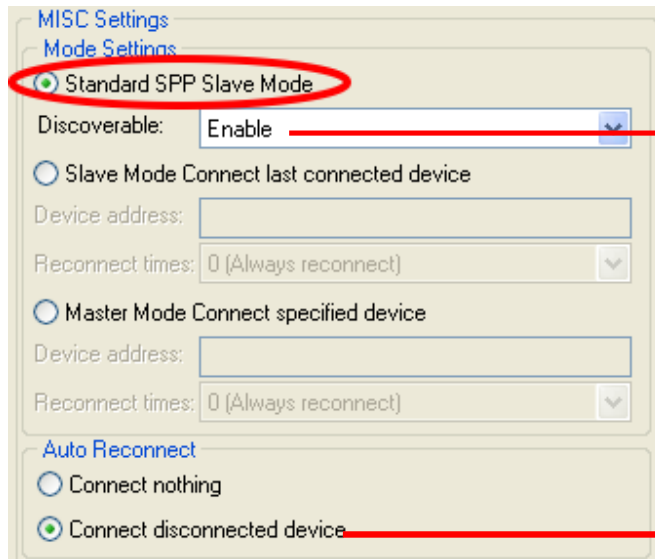 MISC Settings
Mode Settings
Standard SPP Slave Mode
Discoverable: Enable
Slave Mode Connect last connected device
Device address:
Reconnect times: 0 (Always reconnect)
Master Mode Connect specified device
Device address:
Reconnect times: 0 (Always reconnect)
Auto Reconnect
Connect nothing
Connect disconnected device